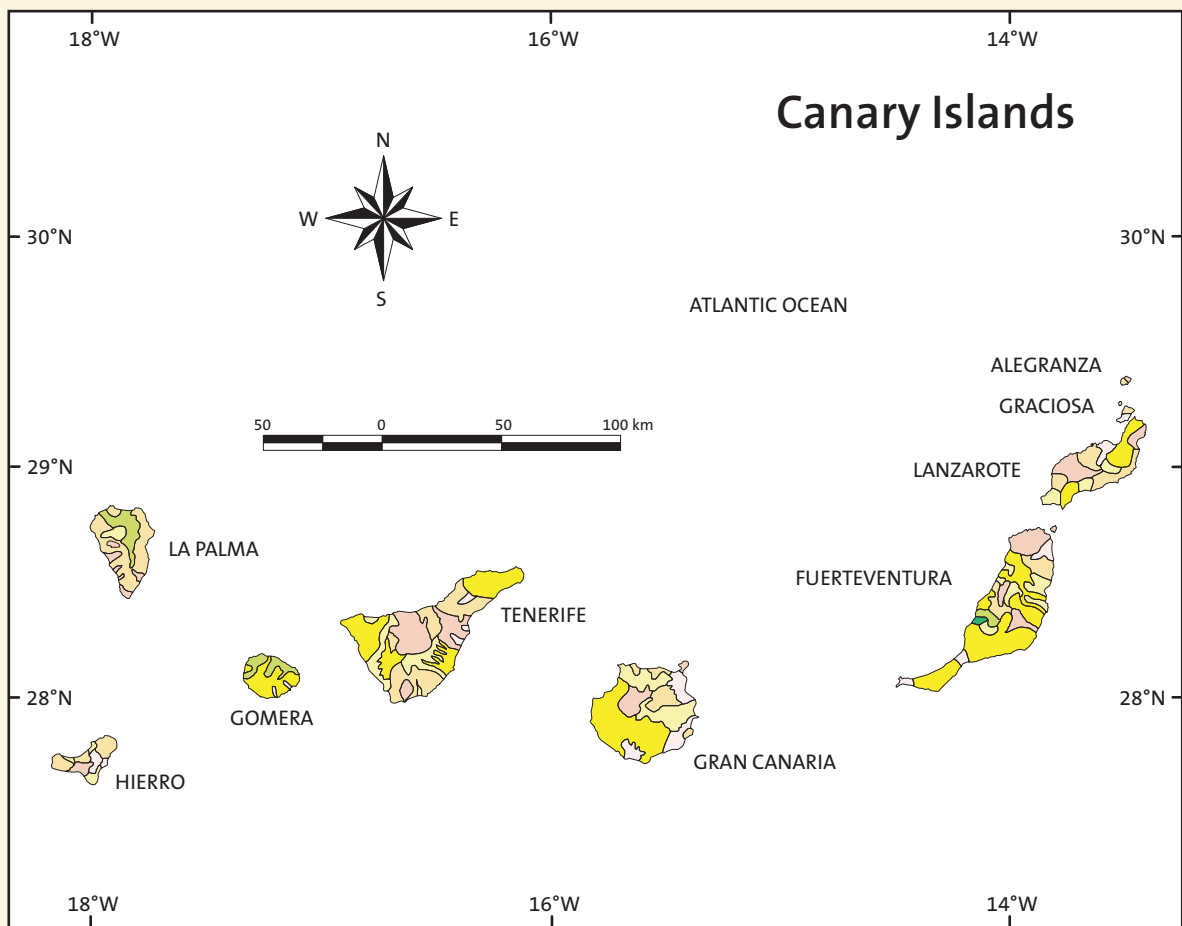 18°W 16°W 14°W
Canary Islands
N
W E
S
30°N 30°N
ATLANTIC OCEAN
ALEGRANZA
GRACIOSA
50 0 50 100 km
29°N
LANZAROTE
LA PALMA
FUERTEVENTURA
TENERIFE
28°N 28°N
GOMERA
GRAN CANARIA
HIERRO
18°W 16°W 14°W